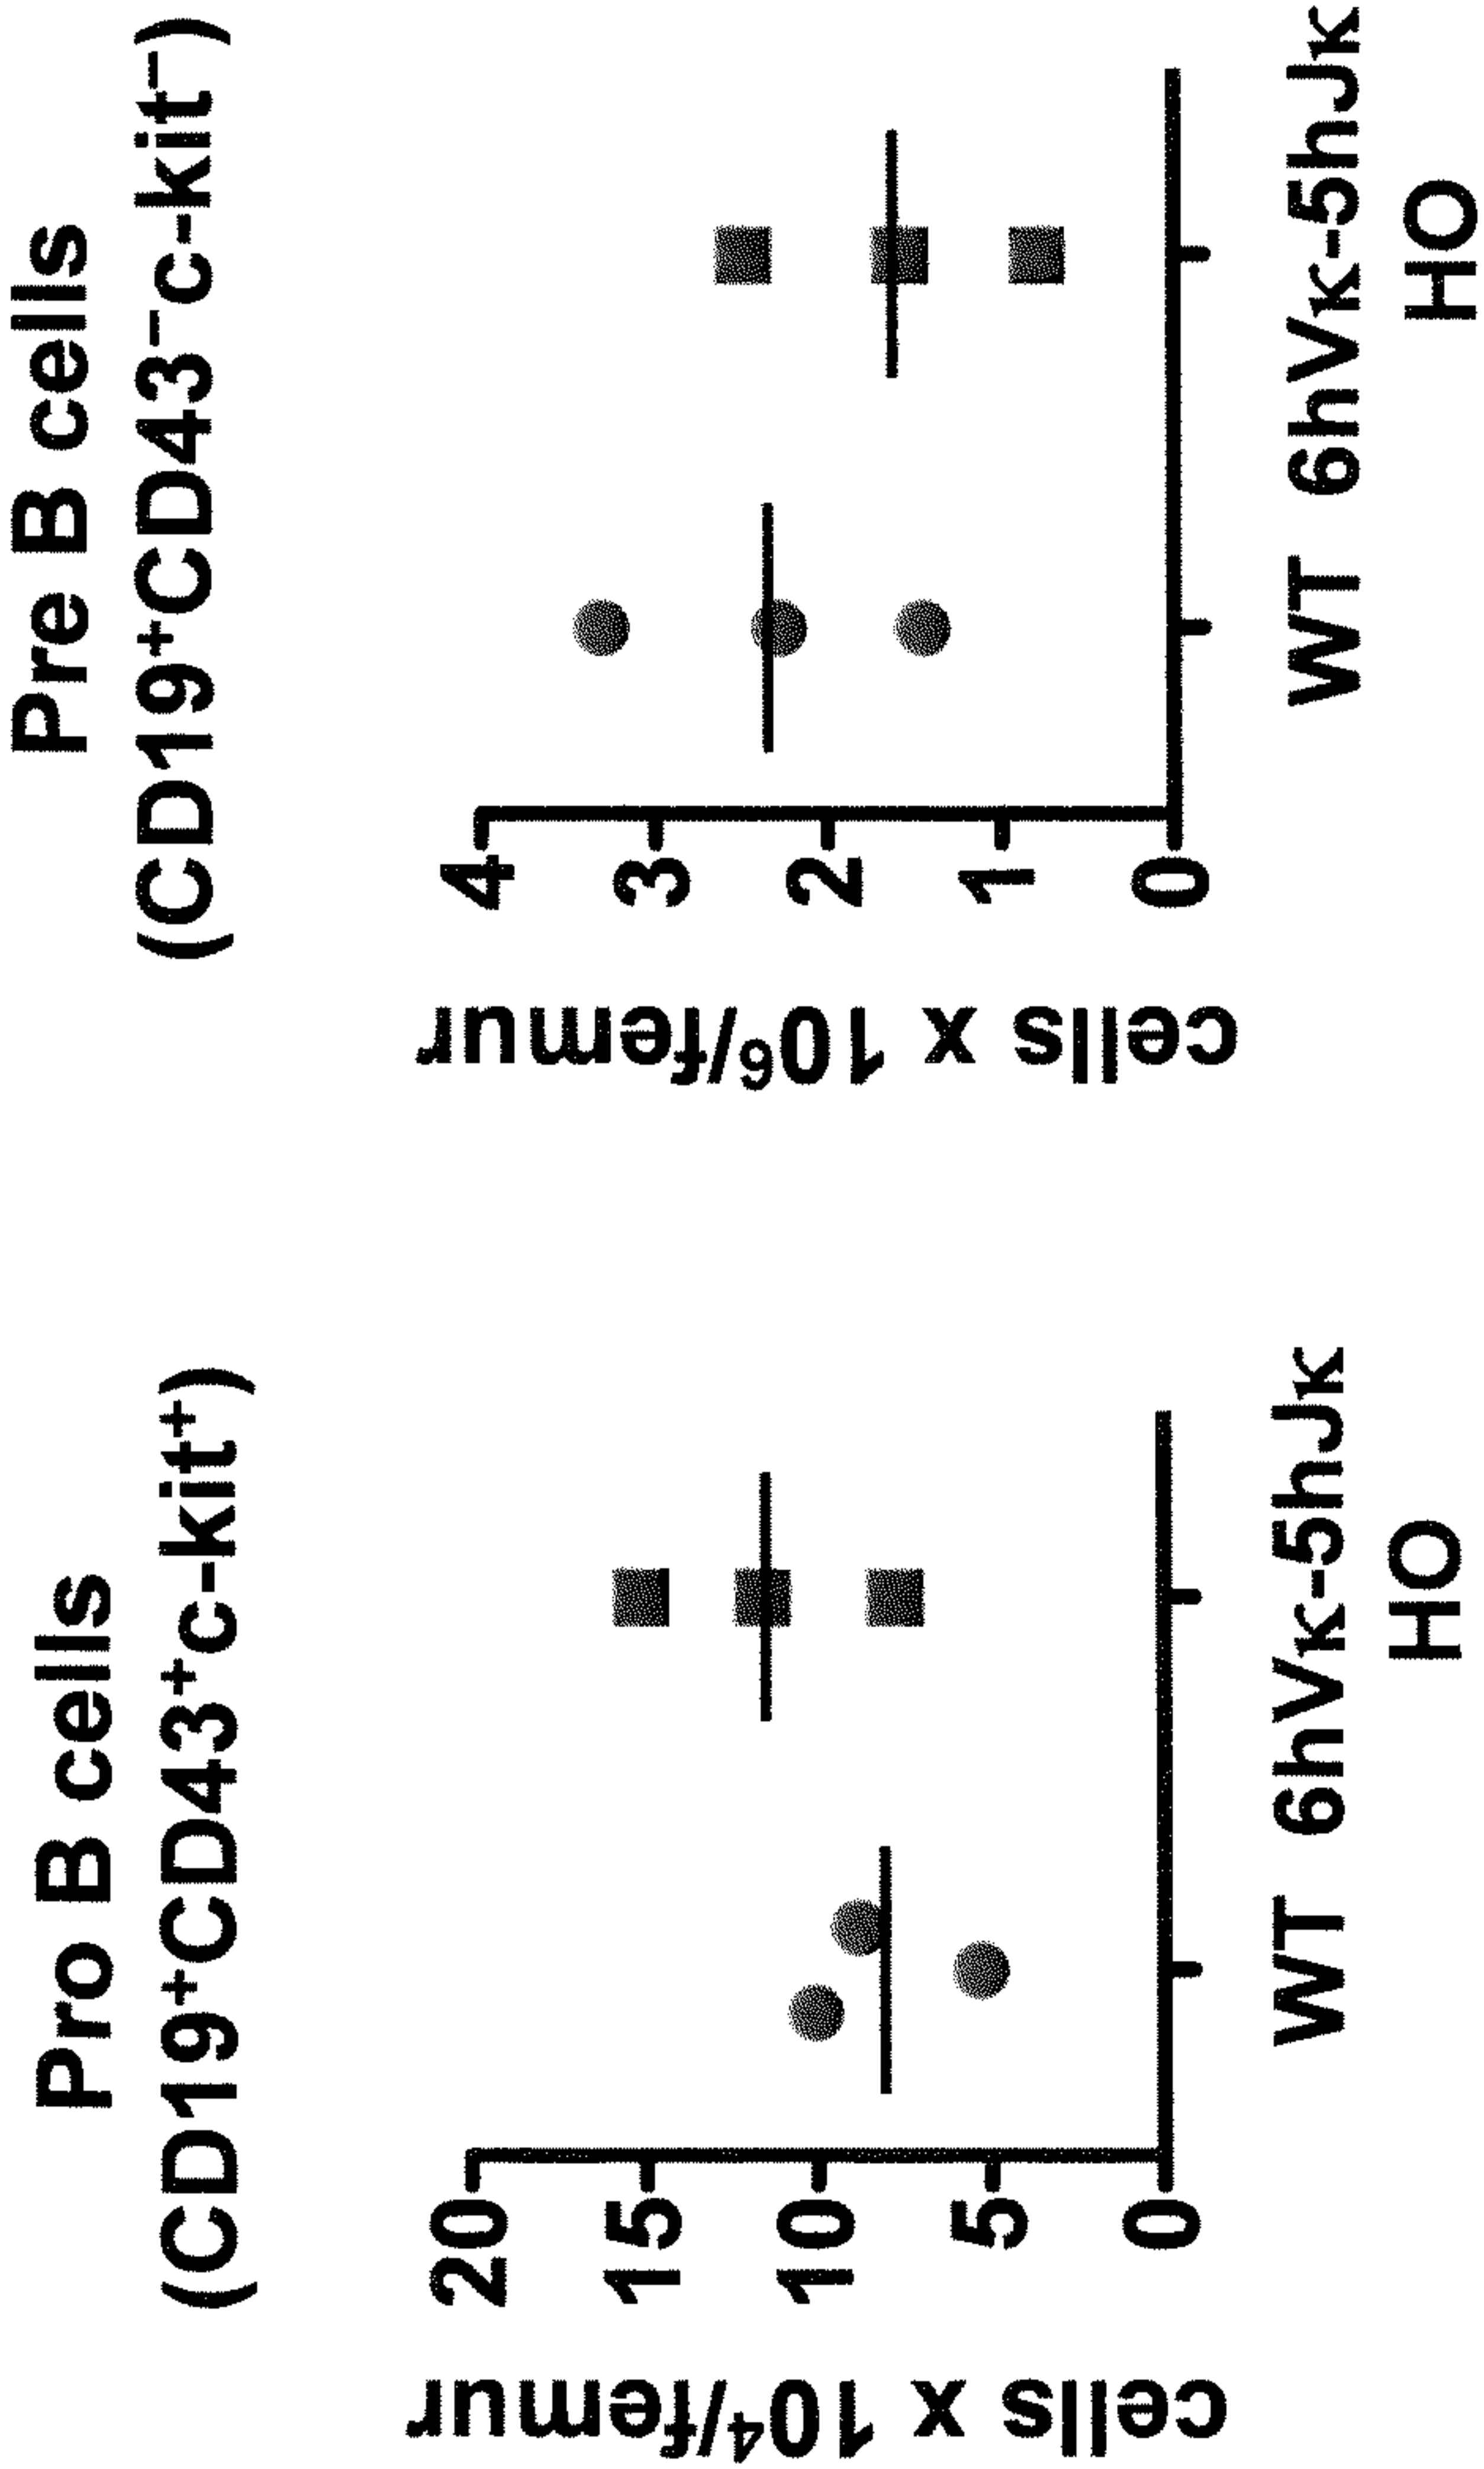 Pro B cells
(CD19⁺CD43⁺c-kit⁺)
cells x 10⁴/femur
20
15
10
5
0
WT 6hVκ-5hJκ
HO
Pre B cells
(CD19⁺CD43⁻c-kit⁻)
cells x 10⁶/femur
4
3
2
1
0
WT 6hVκ-5hJκ
HO